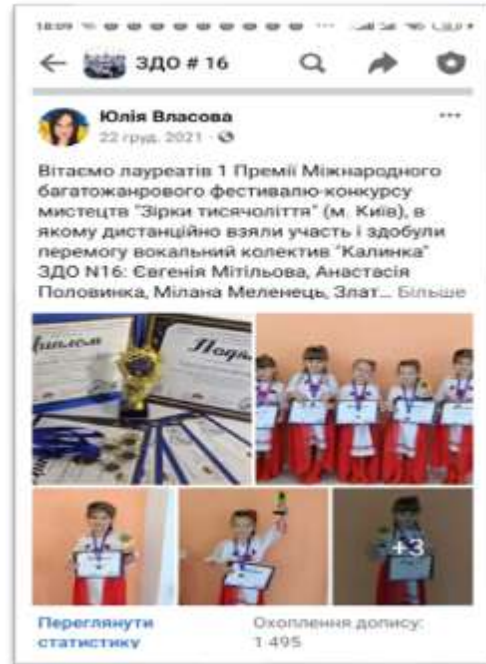 18:09
ЗДО # 16
Юлія Власова
22 груд. 2021
Вітаємо лауреатів 1 Премії Міжнародного
багатожанрового фестивалю-конкурсу
мистецтв "Зірки тисячоліття" (м. Київ), в
якому дистанційно взяли участь і здобули
перемогу вокальний колектив "Калинка"
ЗДО N16: Євгенія Мітільова, Анастасія
Половинка, Мілана Меленець, Злат... Більше
+3
Переглянути
статистику
Охоплення допису:
1 495